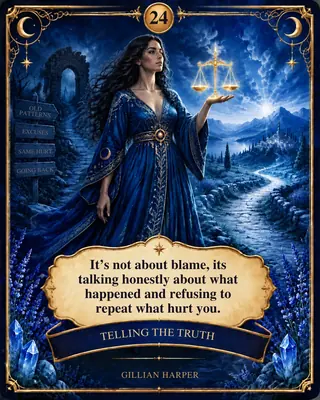 24
OLD
PATTERNS
EXCUSES
SAME HURT
GOING BACK
It's not about blame, its
talking honestly about what
happened and refusing to
repeat what hurt you.
TELLING THE TRUTH
GILLIAN HARPER